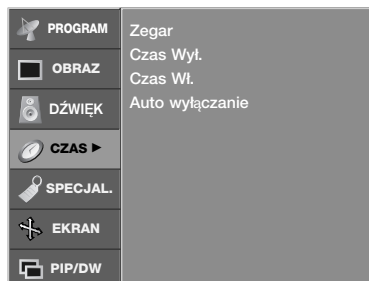 PROGRAM
OBRAZ
DŹWIĘK
CZAS ►
SPECJAL.
EKRAN
PIP/DW
Zegar
Czas Wył.
Czas Wł.
Auto wyłączanie